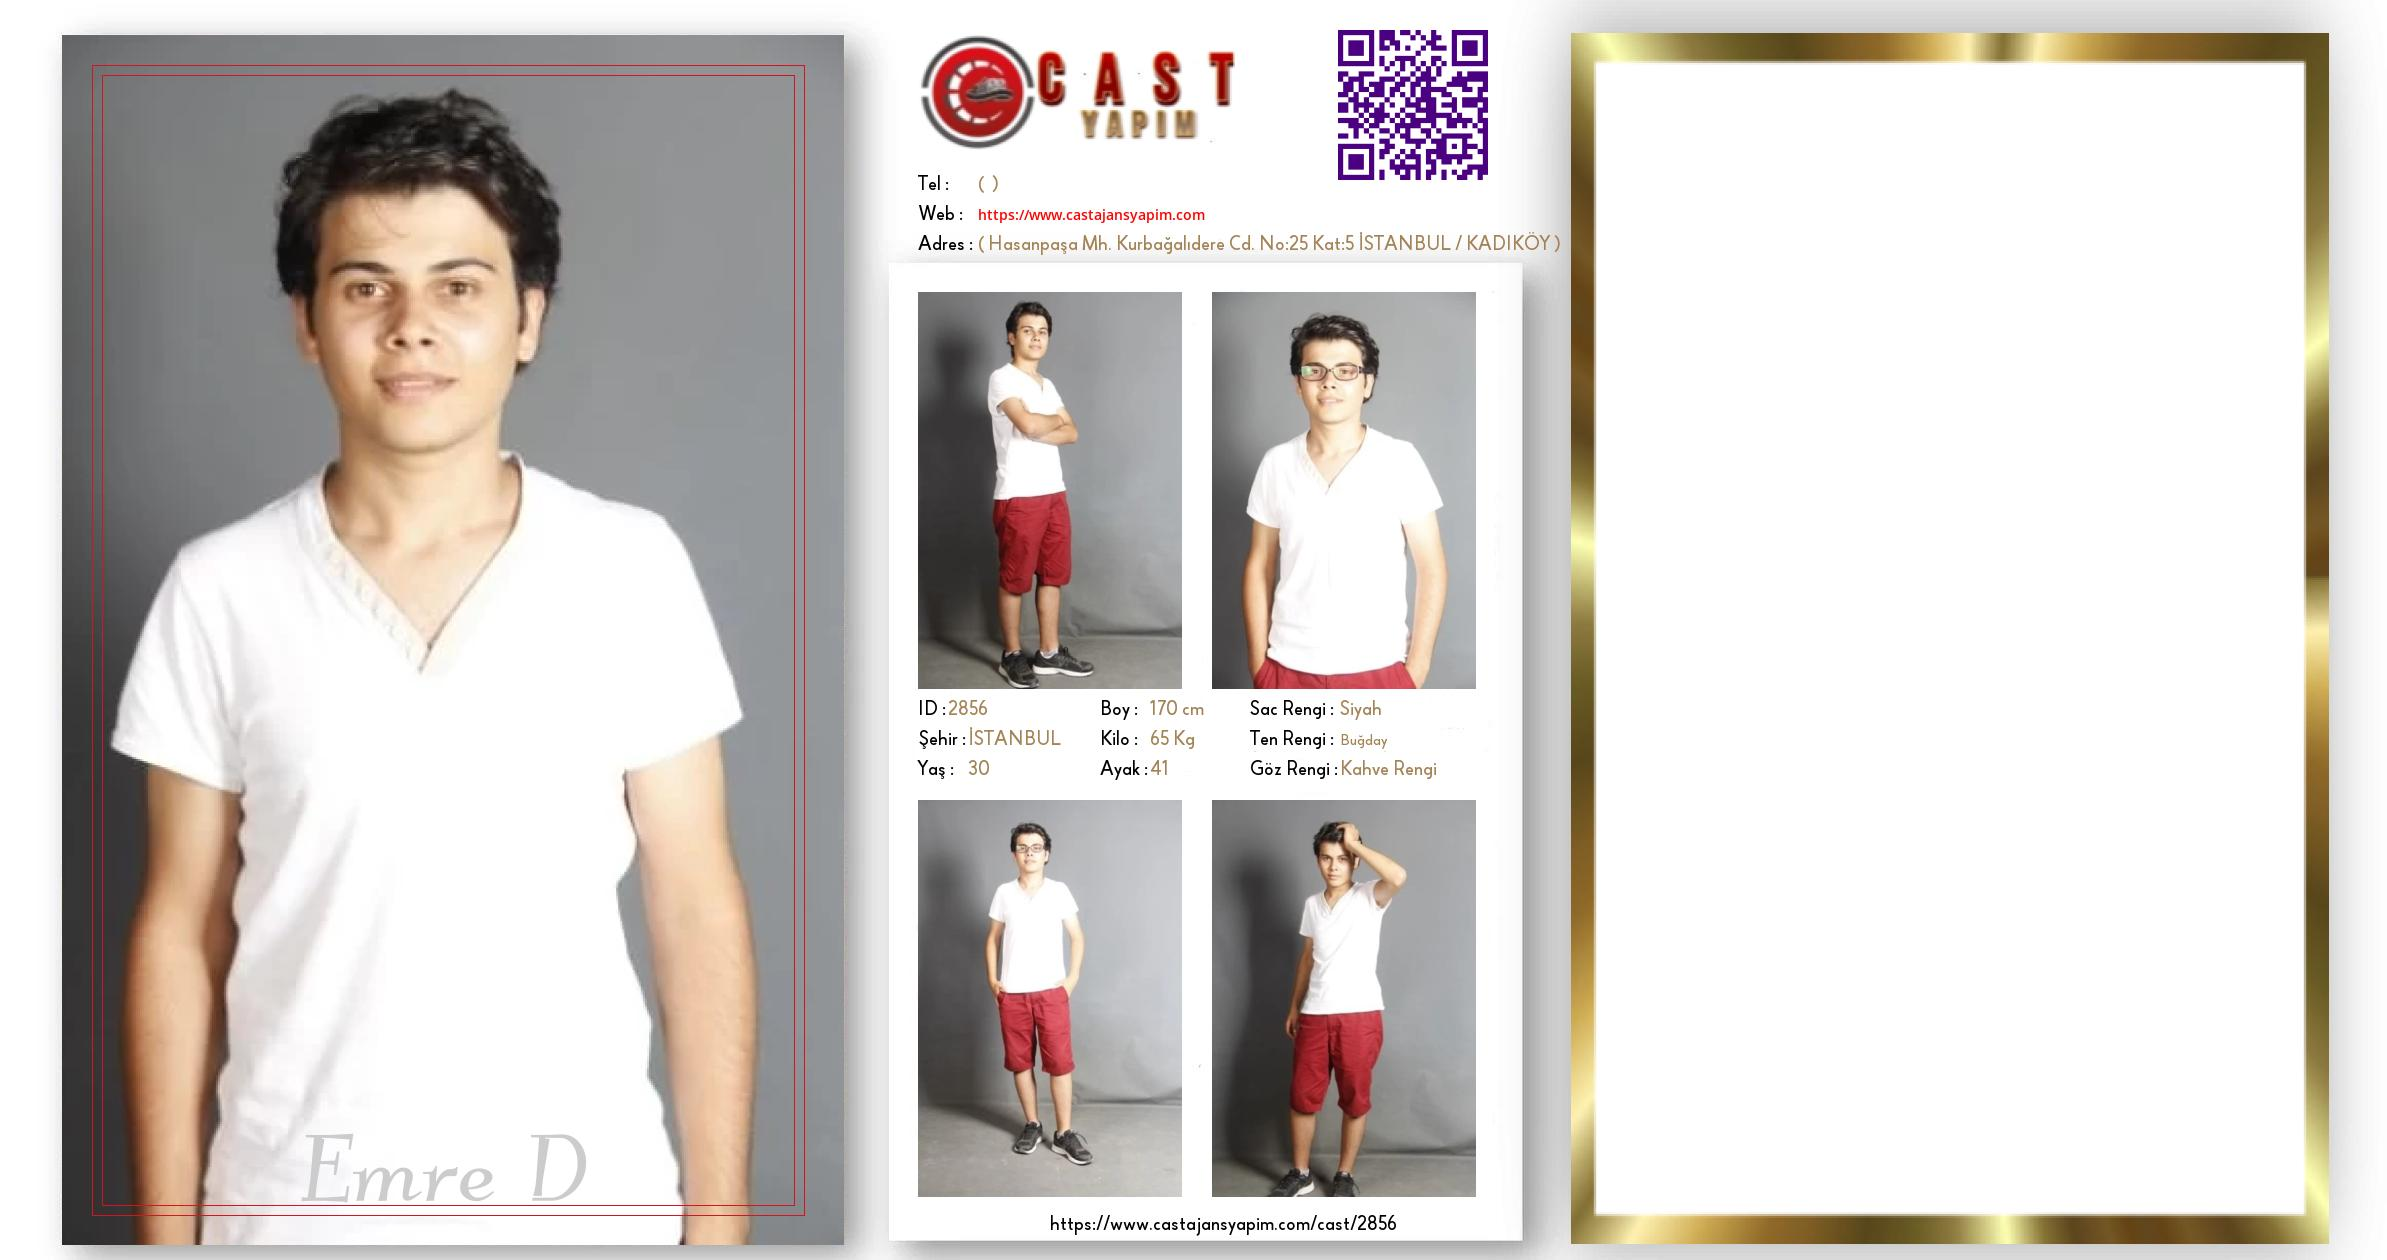 Emre D
CAST
YAPIM
Tel : ( )
Web : https://www.castajansyapim.com
Adres : ( Hasanpaşa Mh. Kurbağalıdere Cd. No:25 Kat:5 İSTANBUL / KADIKÖY )
ID : 2856 Boy : 170 cm Sac Rengi : Siyah
Şehir : İSTANBUL Kilo : 65 Kg Ten Rengi : Buğday
Yaş : 30 Ayak : 41 Göz Rengi : Kahve Rengi
https://www.castajansyapim.com/cast/2856